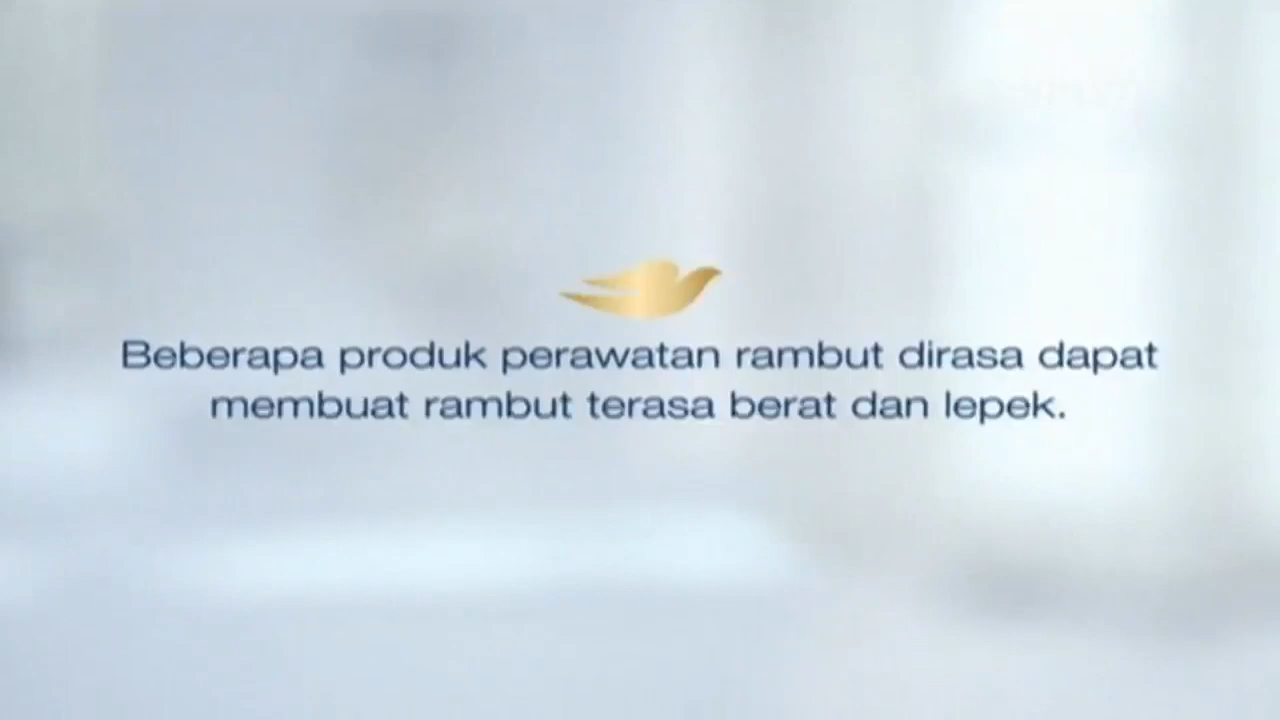 Beberapa produk perawatan rambut dirasa dapat
membuat rambut terasa berat dan lepek.